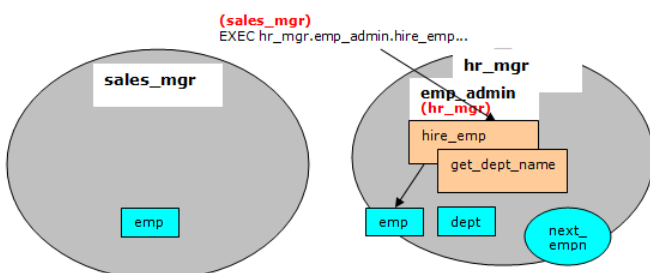 (sales_mgr)
EXEC hr_mgr.emp_admin.hire_emp...
sales_mgr
hr_mgr
emp_admin
(hr_mgr)
hire_emp
get_dept_name
emp
emp
dept
next_
empn